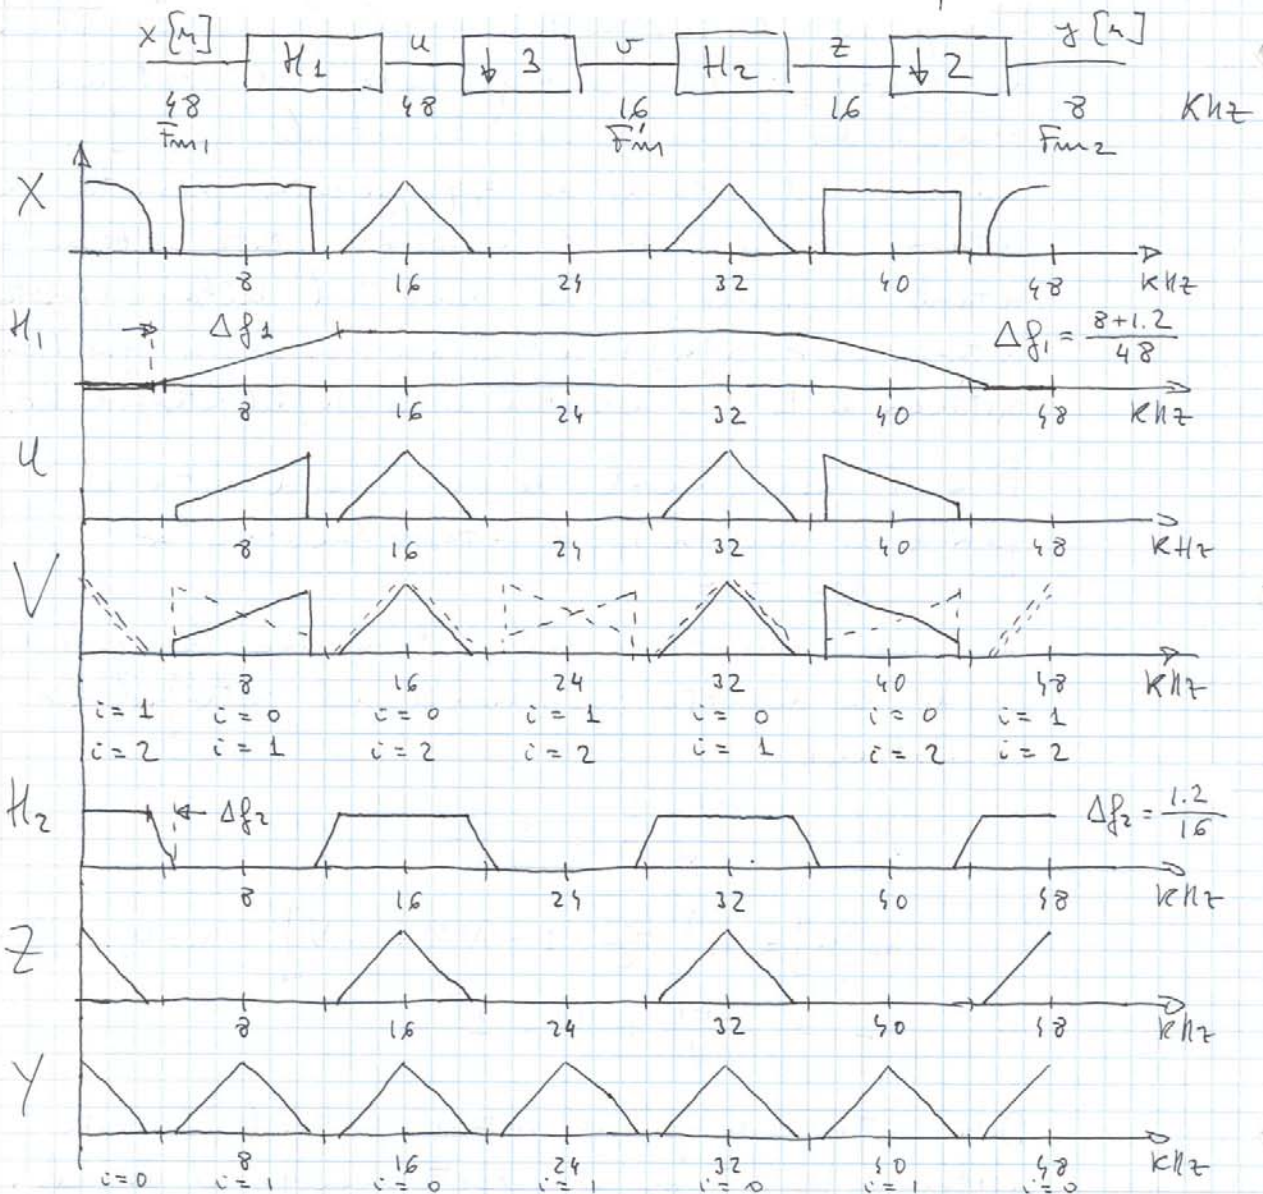 x[n] H1 u ↓3 v H2 z ↓2 y[n]
48 48 16 16 8 KHz
Fm1 F'm Fm2
X
8 16 24 32 40 48 KHz
H1 Δf1 Δf1 = (8+1.2)/48
8 16 24 32 40 48 KHz
U
8 16 24 32 40 48 KHz
V
8 16 24 32 40 48 KHz
i=1 i=0 i=0 i=1 i=0 i=0 i=1
i=2 i=1 i=2 i=2 i=1 i=2 i=2
H2 Δf2 Δf2 = 1.2/16
8 16 24 32 40 48 KHz
Z
8 16 24 32 40 48 KHz
Y
8 16 24 32 40 48 KHz
i=0 i=1 i=0 i=1 i=0 i=1 i=0